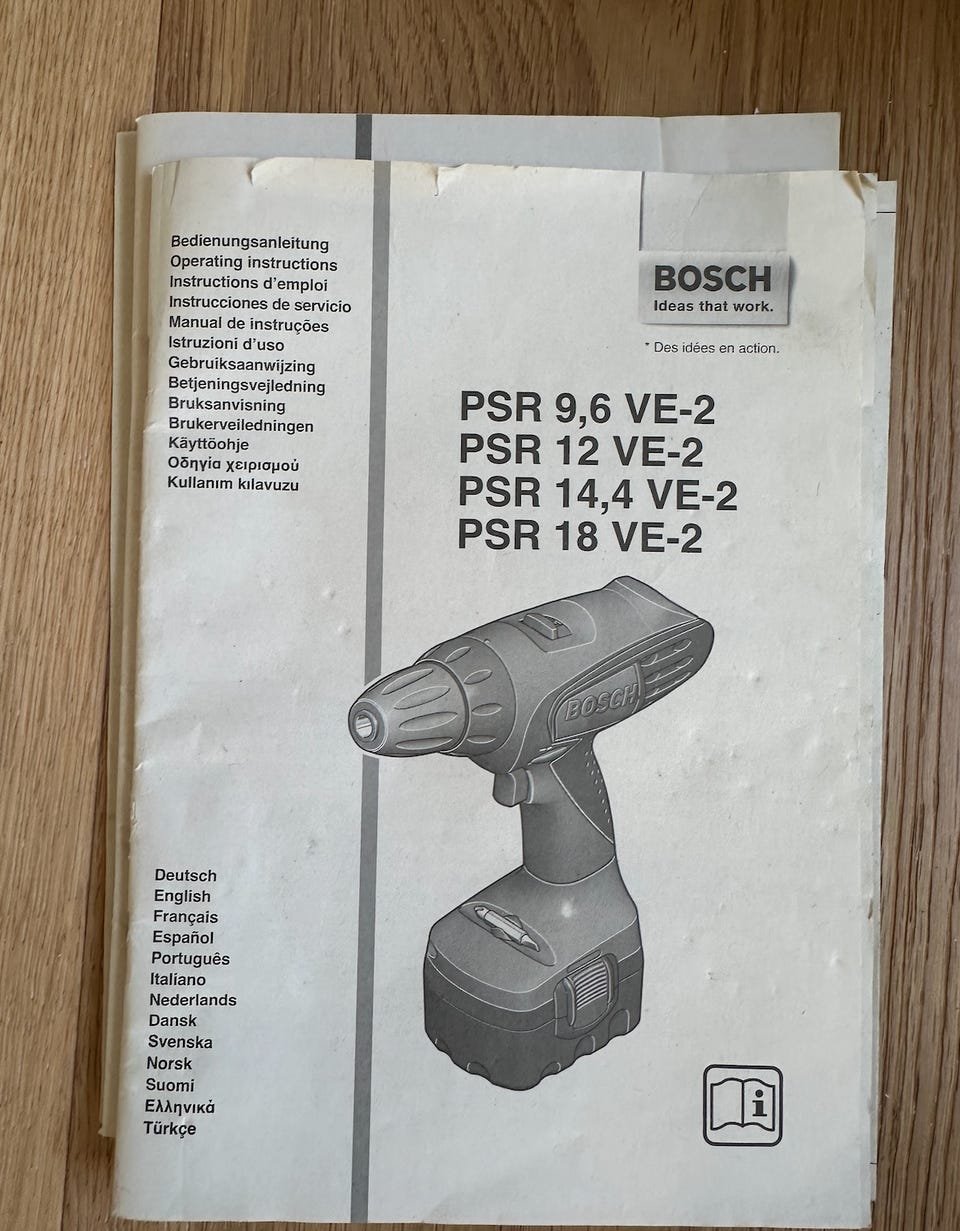 Bedienungsanleitung
Operating instructions
Instructions d'emploi
Instrucciones de servicio
Manual de instruções
Istruzioni d'uso
Gebruiksaanwijzing
Betjeningsvejledning
Bruksanvisning
Brukerveiledningen
Käyttöohje
Οδηγία χειρισμού
Kullanım kılavuzu
BOSCH
Ideas that work.
* Des idées en action.
PSR 9,6 VE-2
PSR 12 VE-2
PSR 14,4 VE-2
PSR 18 VE-2
BOSCH
Deutsch
English
Français
Español
Português
Italiano
Nederlands
Dansk
Svenska
Norsk
Suomi
Ελληνικά
Türkçe
i